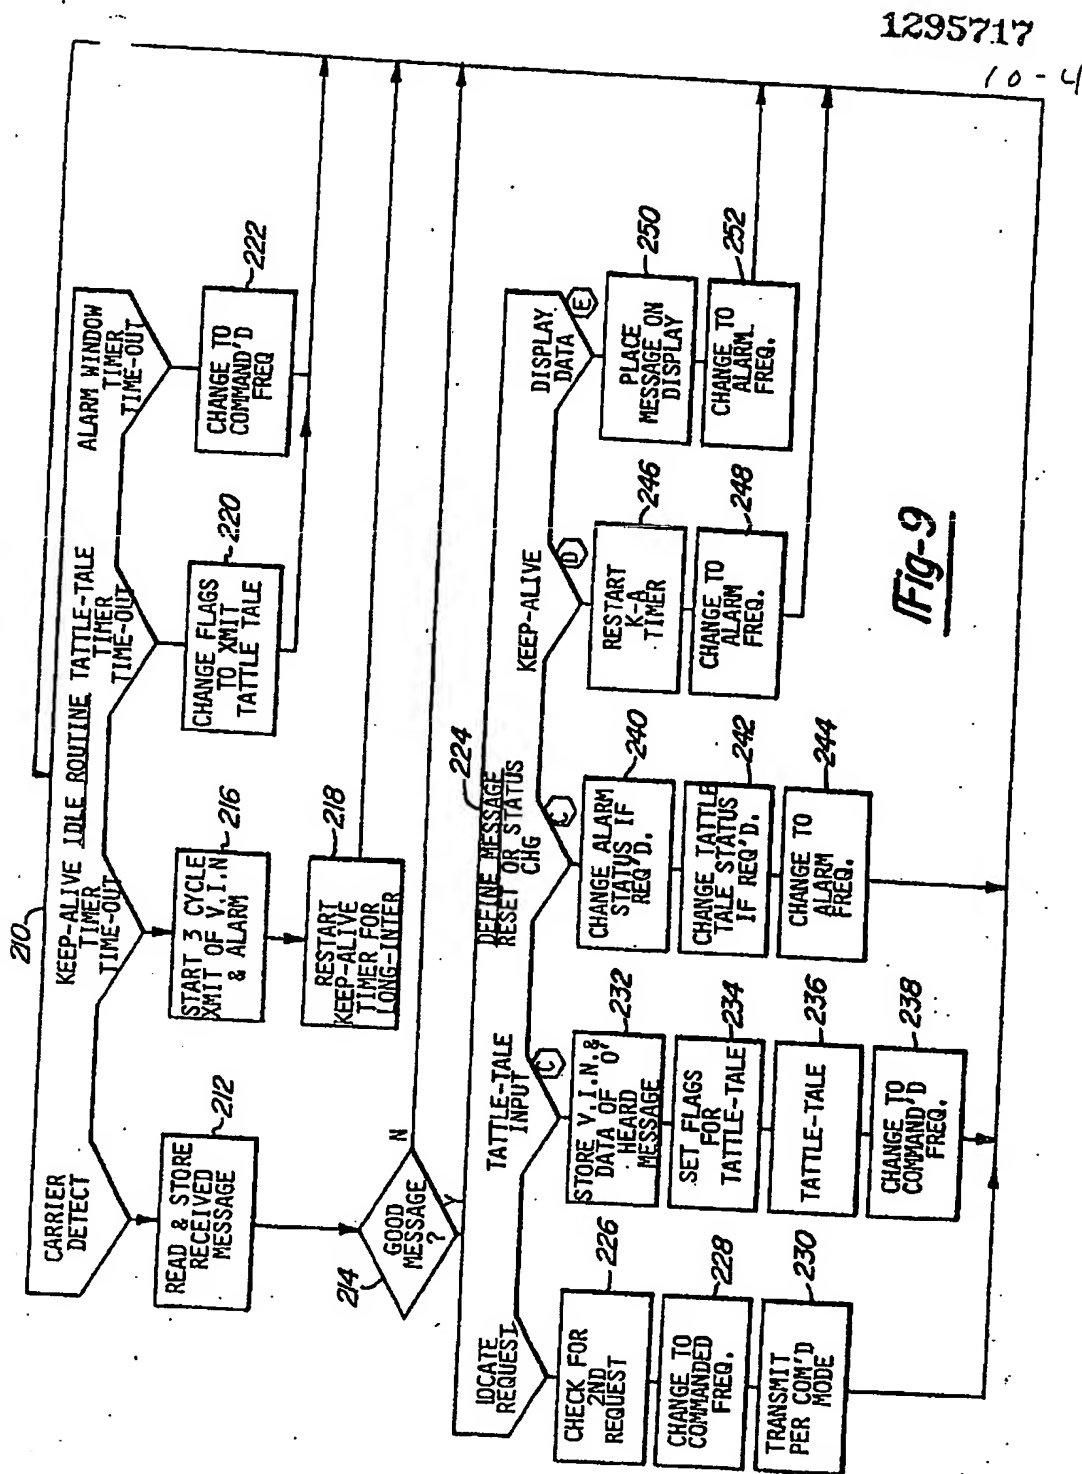 1295717
10-4
210
KEEP-ALIVE IDLE ROUTINE TATTLE-TALE
TIMER
TIME-OUT
TIMER
TIME-OUT
ALARM WINDOW
TIMER
TIME-OUT
CARRIER
DETECT
212
READ & STORE
RECEIVED
MESSAGE
216
START 3 CYCLE
XMIT OF V.I.N
& ALARM
218
RESTART
KEEP-ALIVE
TIMER FOR
LONG-INTER
220
CHANGE FLAGS
TO XMIT
TATTLE TALE
222
CHANGE TO
COMMAND'D
FREQ
214
GOOD
MESSAGE
?
N
Y
224
DEFINE MESSAGE
RESET OR STATUS
CHG
LOCATE
REQUEST
TATTLE-TALE
INPUT
C
C
KEEP-ALIVE
D
DISPLAY
DATA
E
226
CHECK FOR
2ND
REQUEST
228
CHANGE TO
COMMANDED
FREQ.
230
TRANSMIT
PER COM'D
MODE
232
STORE V.I.N.&
DATA OF O'
HEARD
MESSAGE
234
SET FLAGS
FOR
TATTLE-TALE
236
TATTLE-TALE
238
CHANGE TO
COMMAND'D
FREQ.
240
CHANGE ALARM
STATUS IF
REQ'D.
242
CHANGE TATTLE
TALE STATUS
IF REQ'D.
244
CHANGE TO
ALARM
FREQ.
246
RESTART
K-A
TIMER
248
CHANGE TO
ALARM
FREQ.
250
PLACE
MESSAGE ON
DISPLAY
252
CHANGE TO
ALARM.
FREQ.
Fig-9